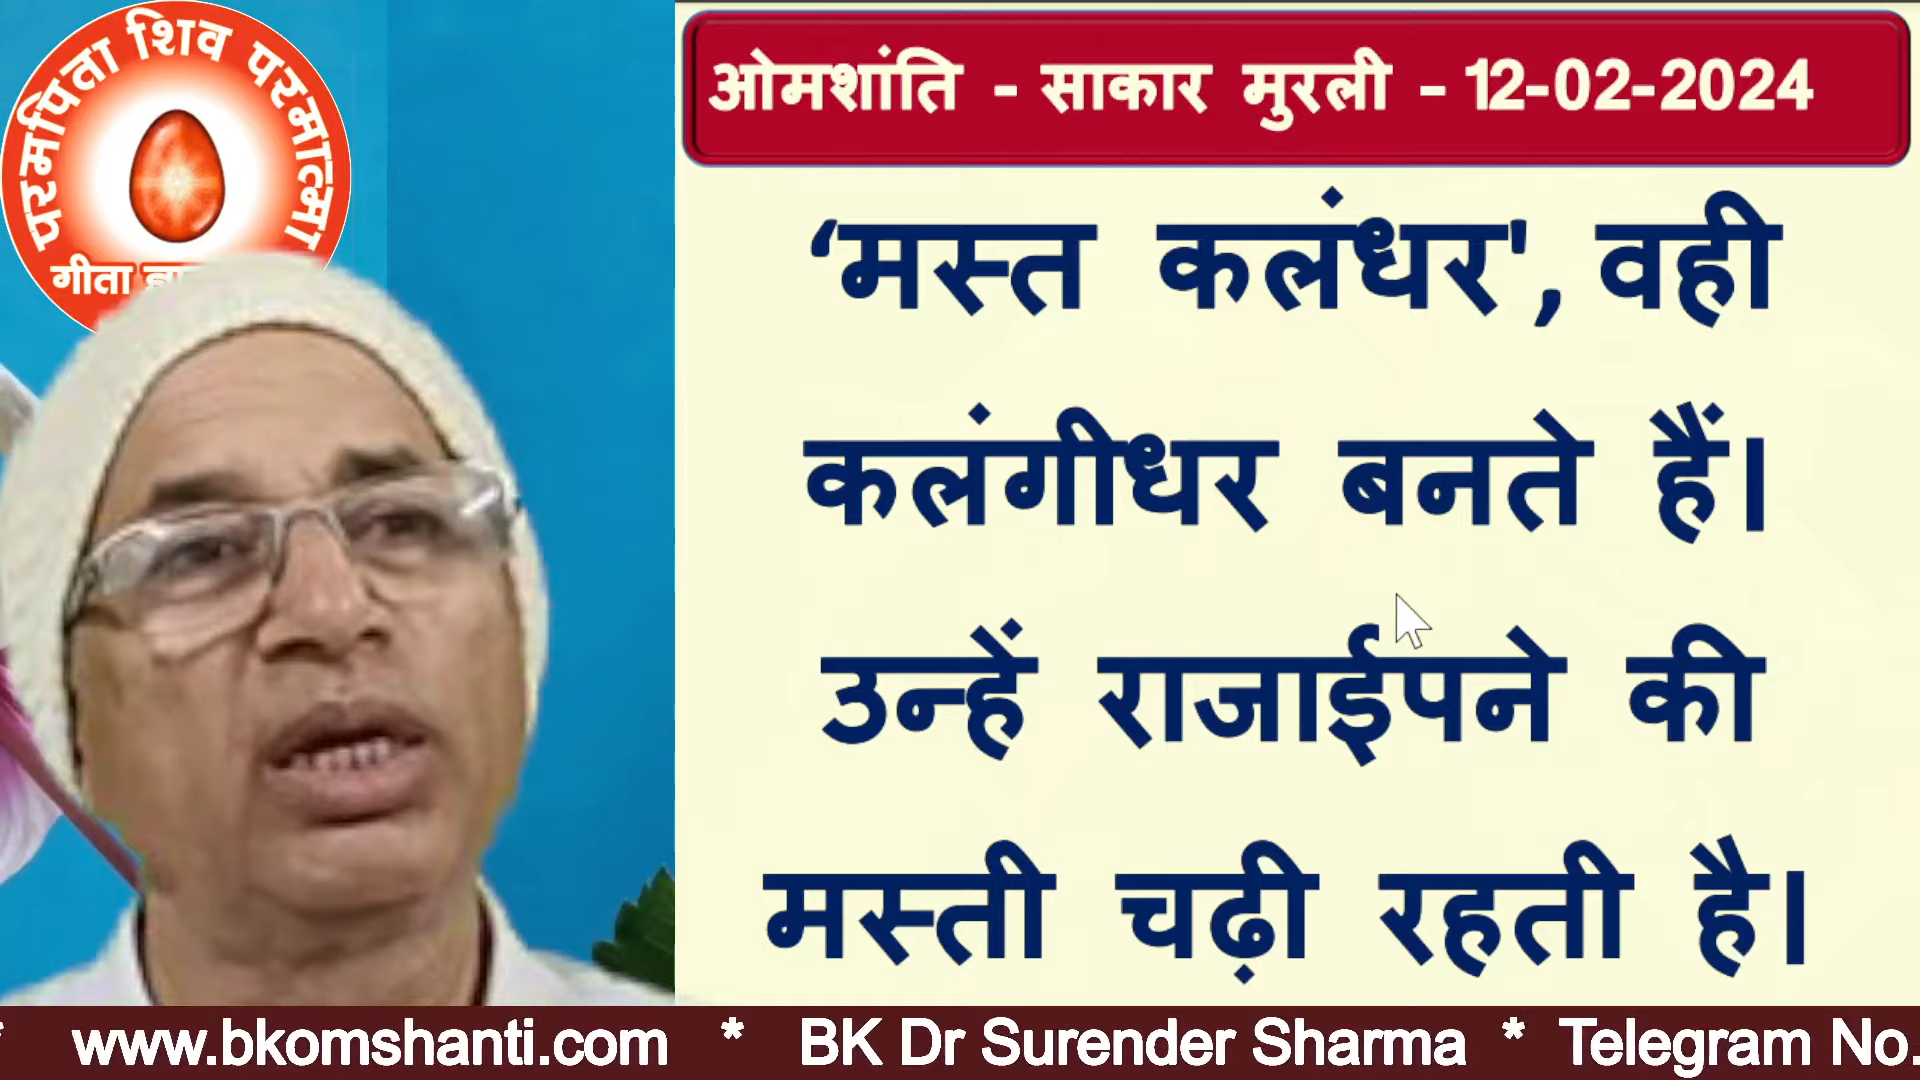 परमपिता शिव परमात्मा
गीता
ओमशांति - साकार मुरली - 12-02-2024
‘मस्त कलंधर', वही
कलंगीधर बनते हैं।
उन्हें राजाईपने की
मस्ती चढ़ी रहती है।
* www.bkomshanti.com * BK Dr Surender Sharma * Telegram No.